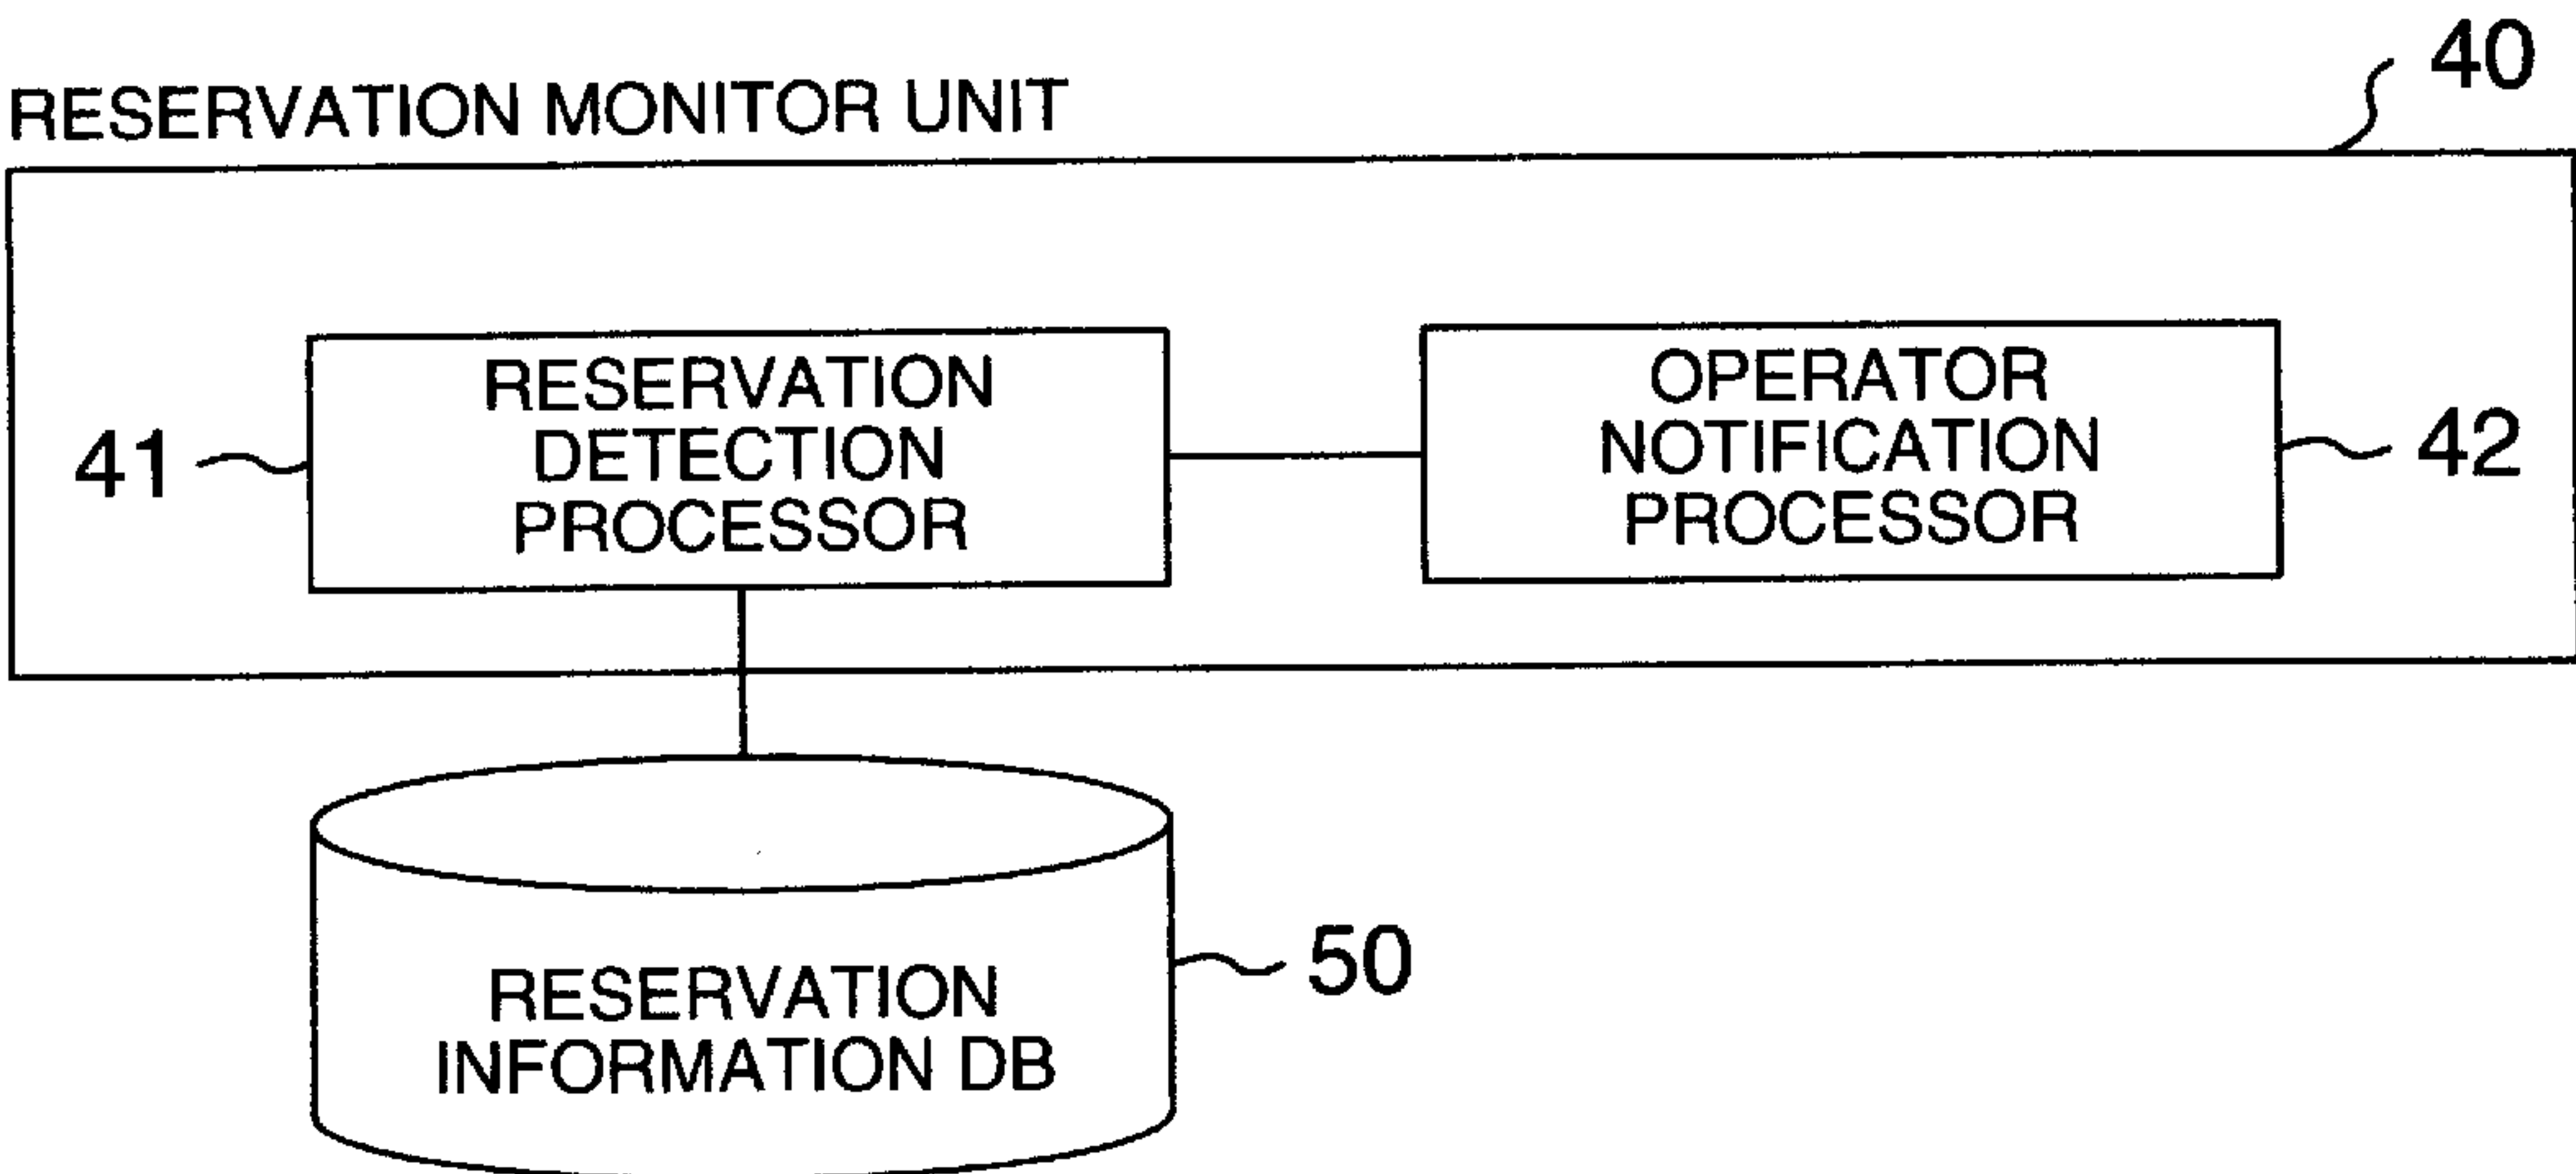 40
RESERVATION MONITOR UNIT
RESERVATION
DETECTION
PROCESSOR
41
OPERATOR
NOTIFICATION
PROCESSOR
42
50
RESERVATION
INFORMATION DB